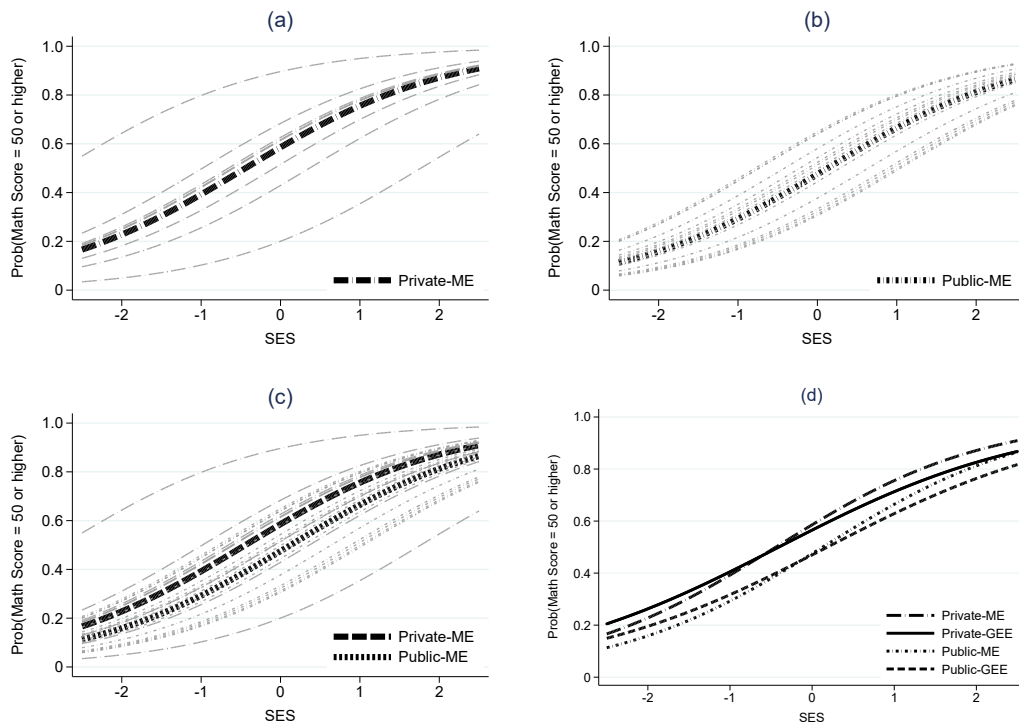 (a)
Prob(Math Score = 50 or higher)
1.0
0.8
0.6
0.4
0.2
0
Private-ME
-2
-1
0
1
2
SES
(b)
Prob(Math Score = 50 or higher)
1.0
0.8
0.6
0.4
0.2
0
Public-ME
-2
-1
0
1
2
SES
(c)
Prob(Math Score = 50 or higher)
1.0
0.8
0.6
0.4
0.2
0
Private-ME
Public-ME
-2
-1
0
1
2
SES
(d)
Prob(Math Score = 50 or higher)
1.0
0.8
0.6
0.4
0.2
0
Private-ME
Private-GEE
Public-ME
Public-GEE
-2
-1
0
1
2
SES